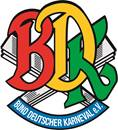 BDK
BUND DEUTSCHER KARNEVAL e.V.